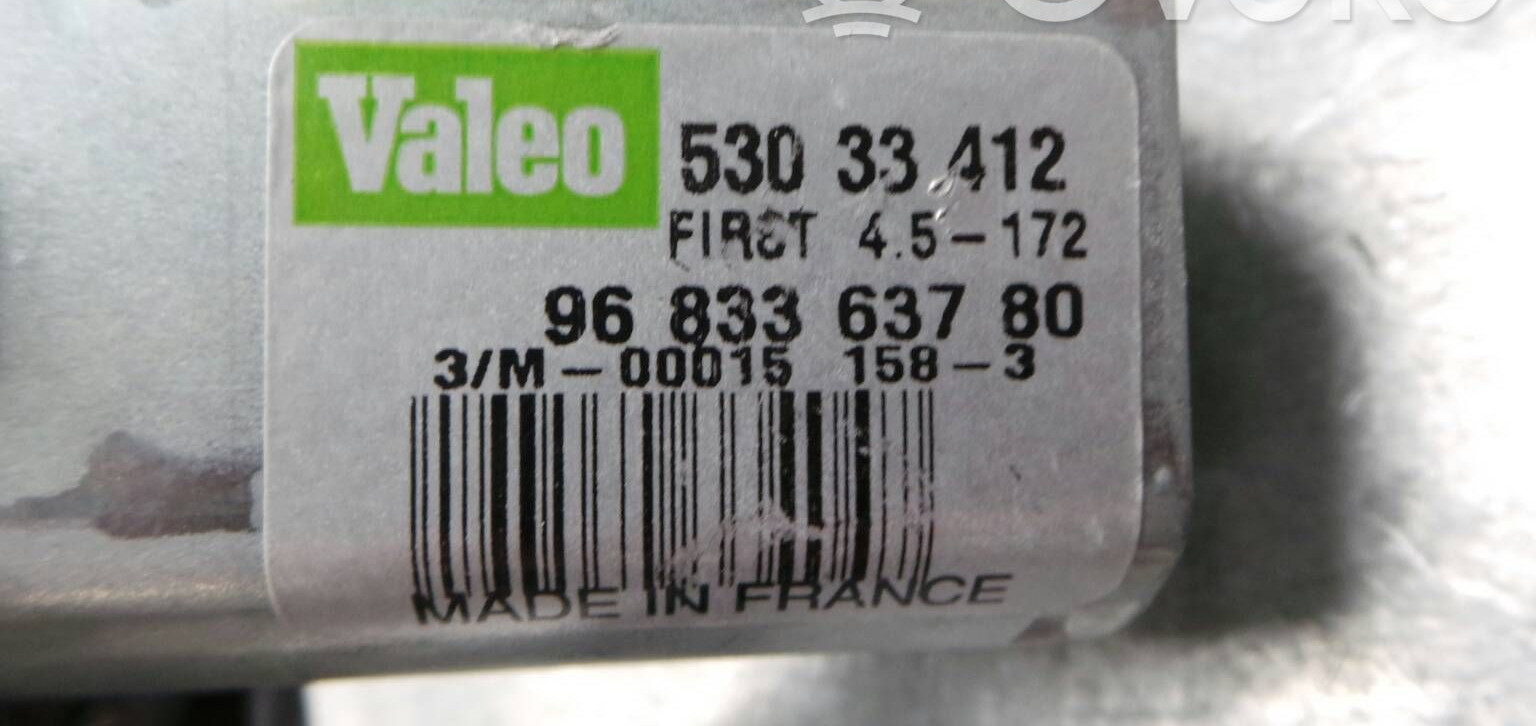 Valeo
530 33 412
FIRST 4.5-172
96 833 637 80
3/M-00015 158-3
MADE IN FRANCE